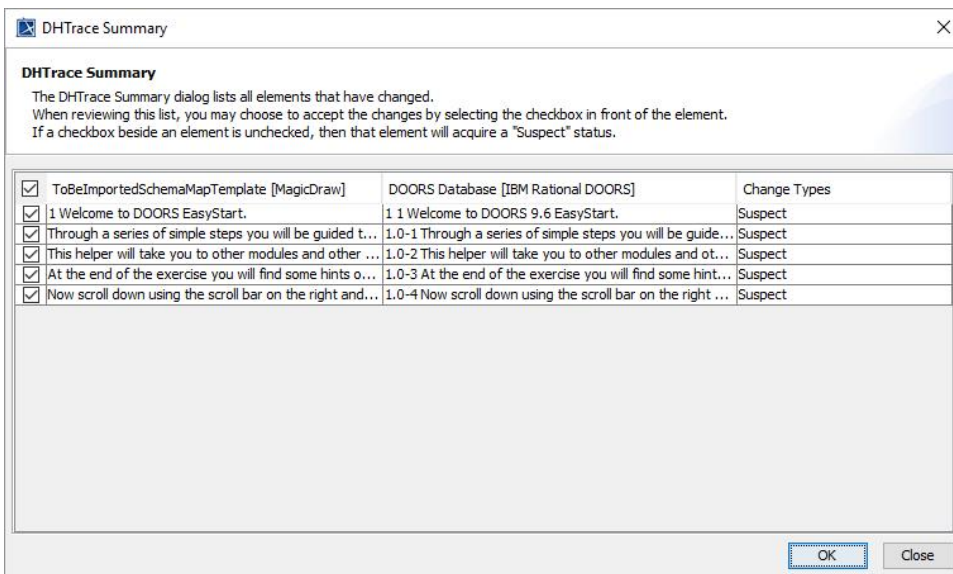 DHTrace Summary
DHTrace Summary
The DHTrace Summary dialog lists all elements that have changed.
When reviewing this list, you may choose to accept the changes by selecting the checkbox in front of the element.
If a checkbox beside an element is unchecked, then that element will acquire a "Suspect" status.
ToBeImportedSchemaMapTemplate [MagicDraw] DOORS Database [IBM Rational DOORS] Change Types
1 Welcome to DOORS EasyStart. 1 1 Welcome to DOORS 9.6 EasyStart. Suspect
Through a series of simple steps you will be guided t... 1.0-1 Through a series of simple steps you will be guide... Suspect
This helper will take you to other modules and other ... 1.0-2 This helper will take you to other modules and ot... Suspect
At the end of the exercise you will find some hints o... 1.0-3 At the end of the exercise you will find some hint... Suspect
Now scroll down using the scroll bar on the right and... 1.0-4 Now scroll down using the scroll bar on the right ... Suspect
OK Close